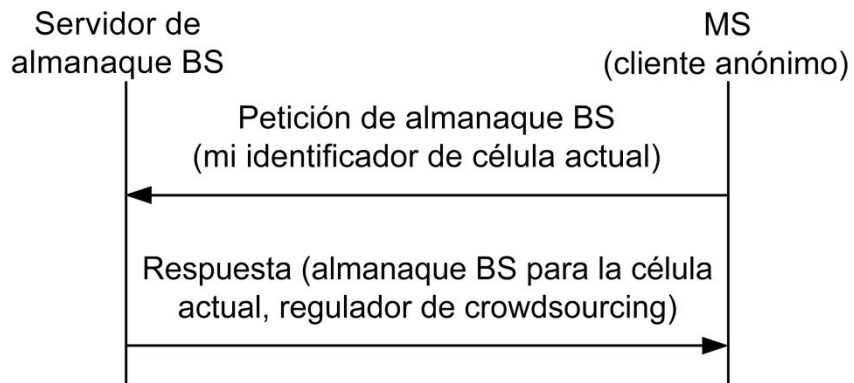 Servidor de
almanaque BS
MS
(cliente anónimo)
Petición de almanaque BS
(mi identificador de célula actual)
Respuesta (almanaque BS para la célula
actual, regulador de crowdsourcing)